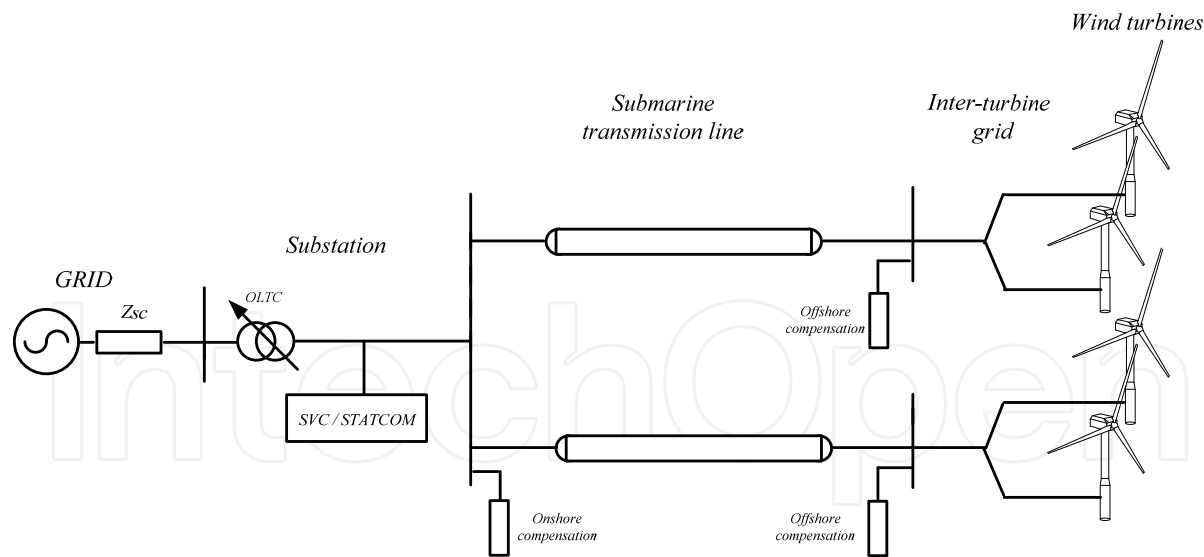 Wind turbines
Submarine
transmission line
Inter-turbine
grid
Substation
GRID
OLTC
Zsc
Offshore
compensation
SVC / STATCOM
Onshore
compensation
Offshore
compensation
IntechOpen